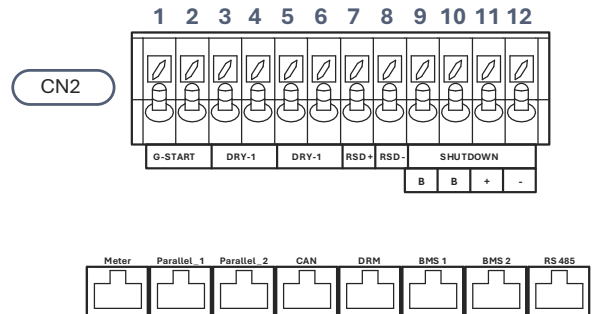 1 2 3 4 5 6 7 8 9 10 11 12
CN2
G-START DRY-1 DRY-1 RSD+ RSD- SHUTDOWN
B B + -
Meter Parallel_1 Parallel_2 CAN DRM BMS 1 BMS 2 RS 485